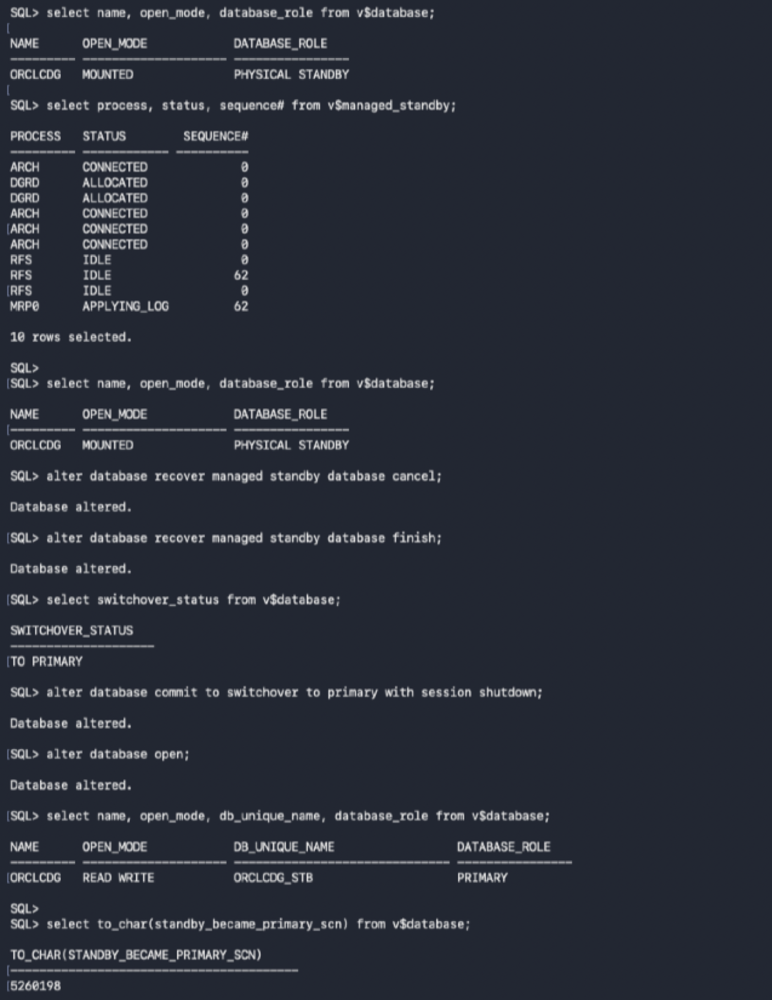 SQL> select name, open_mode, database_role from v$database;
[
NAME      OPEN_MODE            DATABASE_ROLE
--------- -------------------- ----------------
ORCLCDG   MOUNTED              PHYSICAL STANDBY
[
SQL> select process, status, sequence# from v$managed_standby;
PROCESS   STATUS        SEQUENCE#
--------- ------------ ----------
ARCH      CONNECTED             0
DGRD      ALLOCATED             0
DGRD      ALLOCATED             0
ARCH      CONNECTED             0
[ARCH      CONNECTED             0
ARCH      CONNECTED             0
RFS       IDLE                  0
RFS       IDLE                 62
[RFS       IDLE                  0
MRP0      APPLYING_LOG         62
10 rows selected.
SQL>
[SQL> select name, open_mode, database_role from v$database;
NAME      OPEN_MODE            DATABASE_ROLE
[--------- -------------------- ----------------
ORCLCDG   MOUNTED              PHYSICAL STANDBY
SQL> alter database recover managed standby database cancel;
Database altered.
[SQL> alter database recover managed standby database finish;
Database altered.
[SQL> select switchover_status from v$database;
SWITCHOVER_STATUS
--------------------
[TO PRIMARY
SQL> alter database commit to switchover to primary with session shutdown;
Database altered.
[SQL> alter database open;
Database altered.
[SQL> select name, open_mode, db_unique_name, database_role from v$database;
NAME      OPEN_MODE            DB_UNIQUE_NAME                 DATABASE_ROLE
--------- -------------------- ------------------------------ ----------------
[ORCLCDG   READ WRITE           ORCLCDG_STB                    PRIMARY
SQL>
SQL> select to_char(standby_became_primary_scn) from v$database;
TO_CHAR(STANDBY_BECAME_PRIMARY_SCN)
[----------------------------------------
[5260198